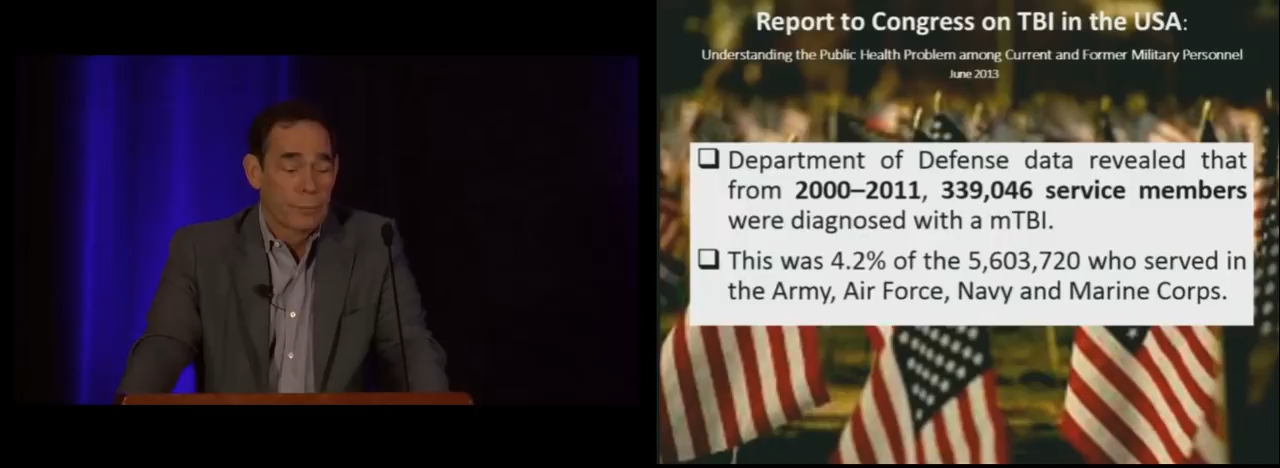 Report to Congress on TBI in the USA:
Understanding the Public Health Problem among Current and Former Military Personnel
June 2013
❑ Department of Defense data revealed that
from 2000–2011, 339,046 service members
were diagnosed with a mTBI.
❑ This was 4.2% of the 5,603,720 who served in
the Army, Air Force, Navy and Marine Corps.